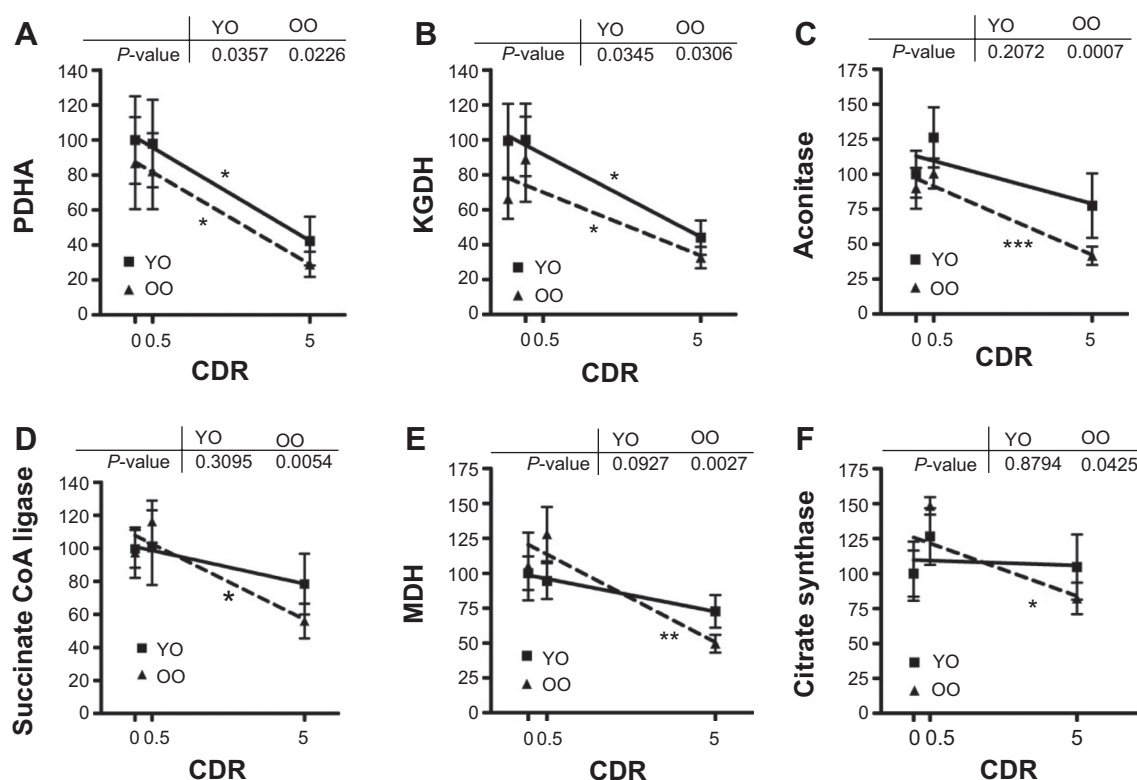 A
YO OO
P-value 0.0357 0.0226
PDHA
140
120
100
80
60
40
20
0
*
*
YO
OO
0 0.5 5
CDR
B
YO OO
P-value 0.0345 0.0306
KGDH
140
120
100
80
60
40
20
0
*
*
YO
OO
0 0.5 5
CDR
C
YO OO
P-value 0.2072 0.0007
Aconitase
175
150
125
100
75
50
25
0
***
YO
OO
0 0.5 5
CDR
D
YO OO
P-value 0.3095 0.0054
Succinate CoA ligase
140
120
100
80
60
40
20
0
*
YO
OO
0 0.5 5
CDR
E
YO OO
P-value 0.0927 0.0027
MDH
175
150
125
100
75
50
25
0
**
YO
OO
0 0.5 5
CDR
F
YO OO
P-value 0.8794 0.0425
Citrate synthase
175
150
125
100
75
50
25
0
*
YO
OO
0 0.5 5
CDR